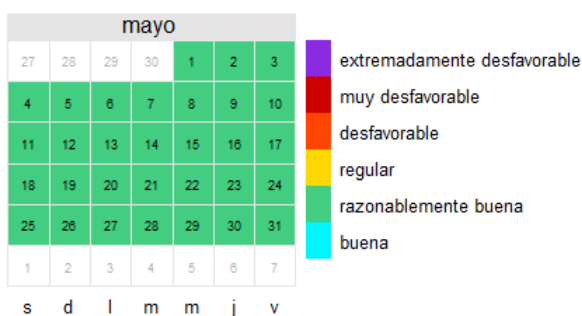 mayo
27 28 29 30 1 2 3
4 5 6 7 8 9 10
11 12 13 14 15 16 17
18 19 20 21 22 23 24
25 26 27 28 29 30 31
1 2 3 4 5 6 7
s d l m m j v
extremadamente desfavorable
muy desfavorable
desfavorable
regular
razonablemente buena
buena